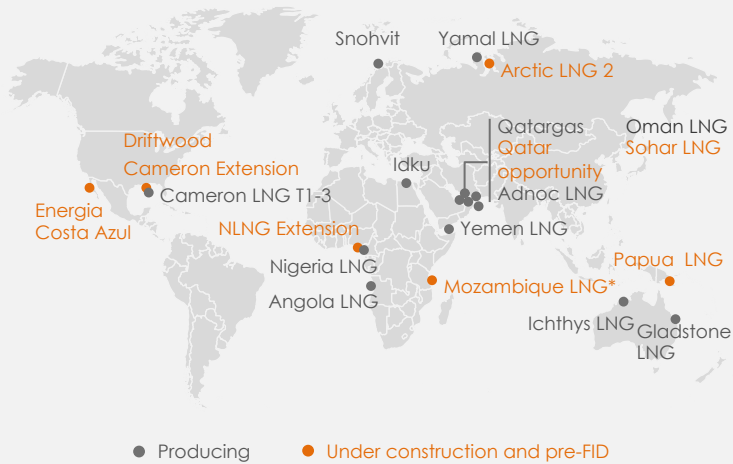 Snohvit
Yamal LNG
Arctic LNG 2
Driftwood
Cameron Extension
Cameron LNG T1-3
Energia
Costa Azul
Idku
Qatargas
Qatar
opportunity
Adnoc LNG
Oman LNG
Sohar LNG
Yemen LNG
NLNG Extension
Nigeria LNG
Angola LNG
Mozambique LNG*
Papua LNG
Ichthys LNG
Gladstone
LNG
Producing
Under construction and pre-FID